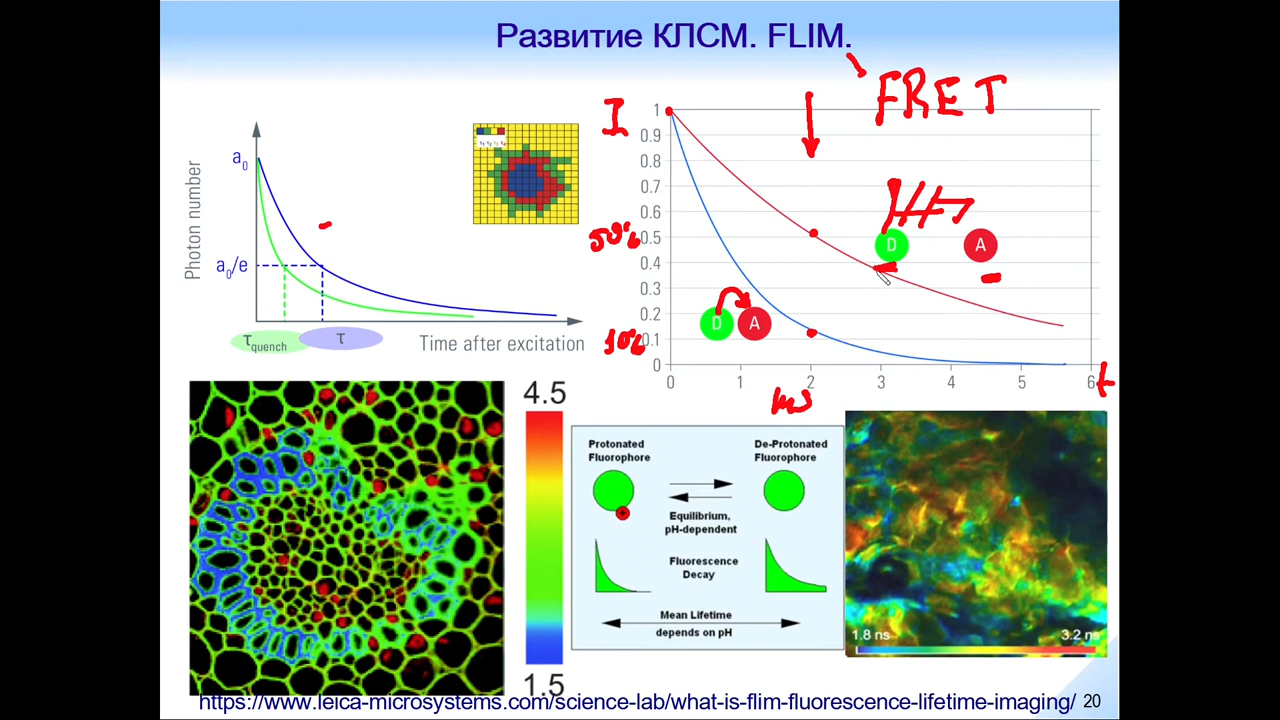 Развитие КЛСМ. FLIM.
FRET
I
Photon number
a0
a0/e
τquench
τ
Time after excitation
1
0.9
0.8
0.7
0.6
0.5
0.4
0.3
0.2
0.1
0
50%
10%
D
A
D A
0 1 2 3 4 5 6 t
4.5
1.5
Protonated
Fluorophore
De-Protonated
Fluorophore
+
Equilibrium,
pH-dependent
Fluorescence
Decay
Mean Lifetime
depends on pH
1.8 ns
3.2 ns
https://www.leica-microsystems.com/science-lab/what-is-flim-fluorescence-lifetime-imaging/
20